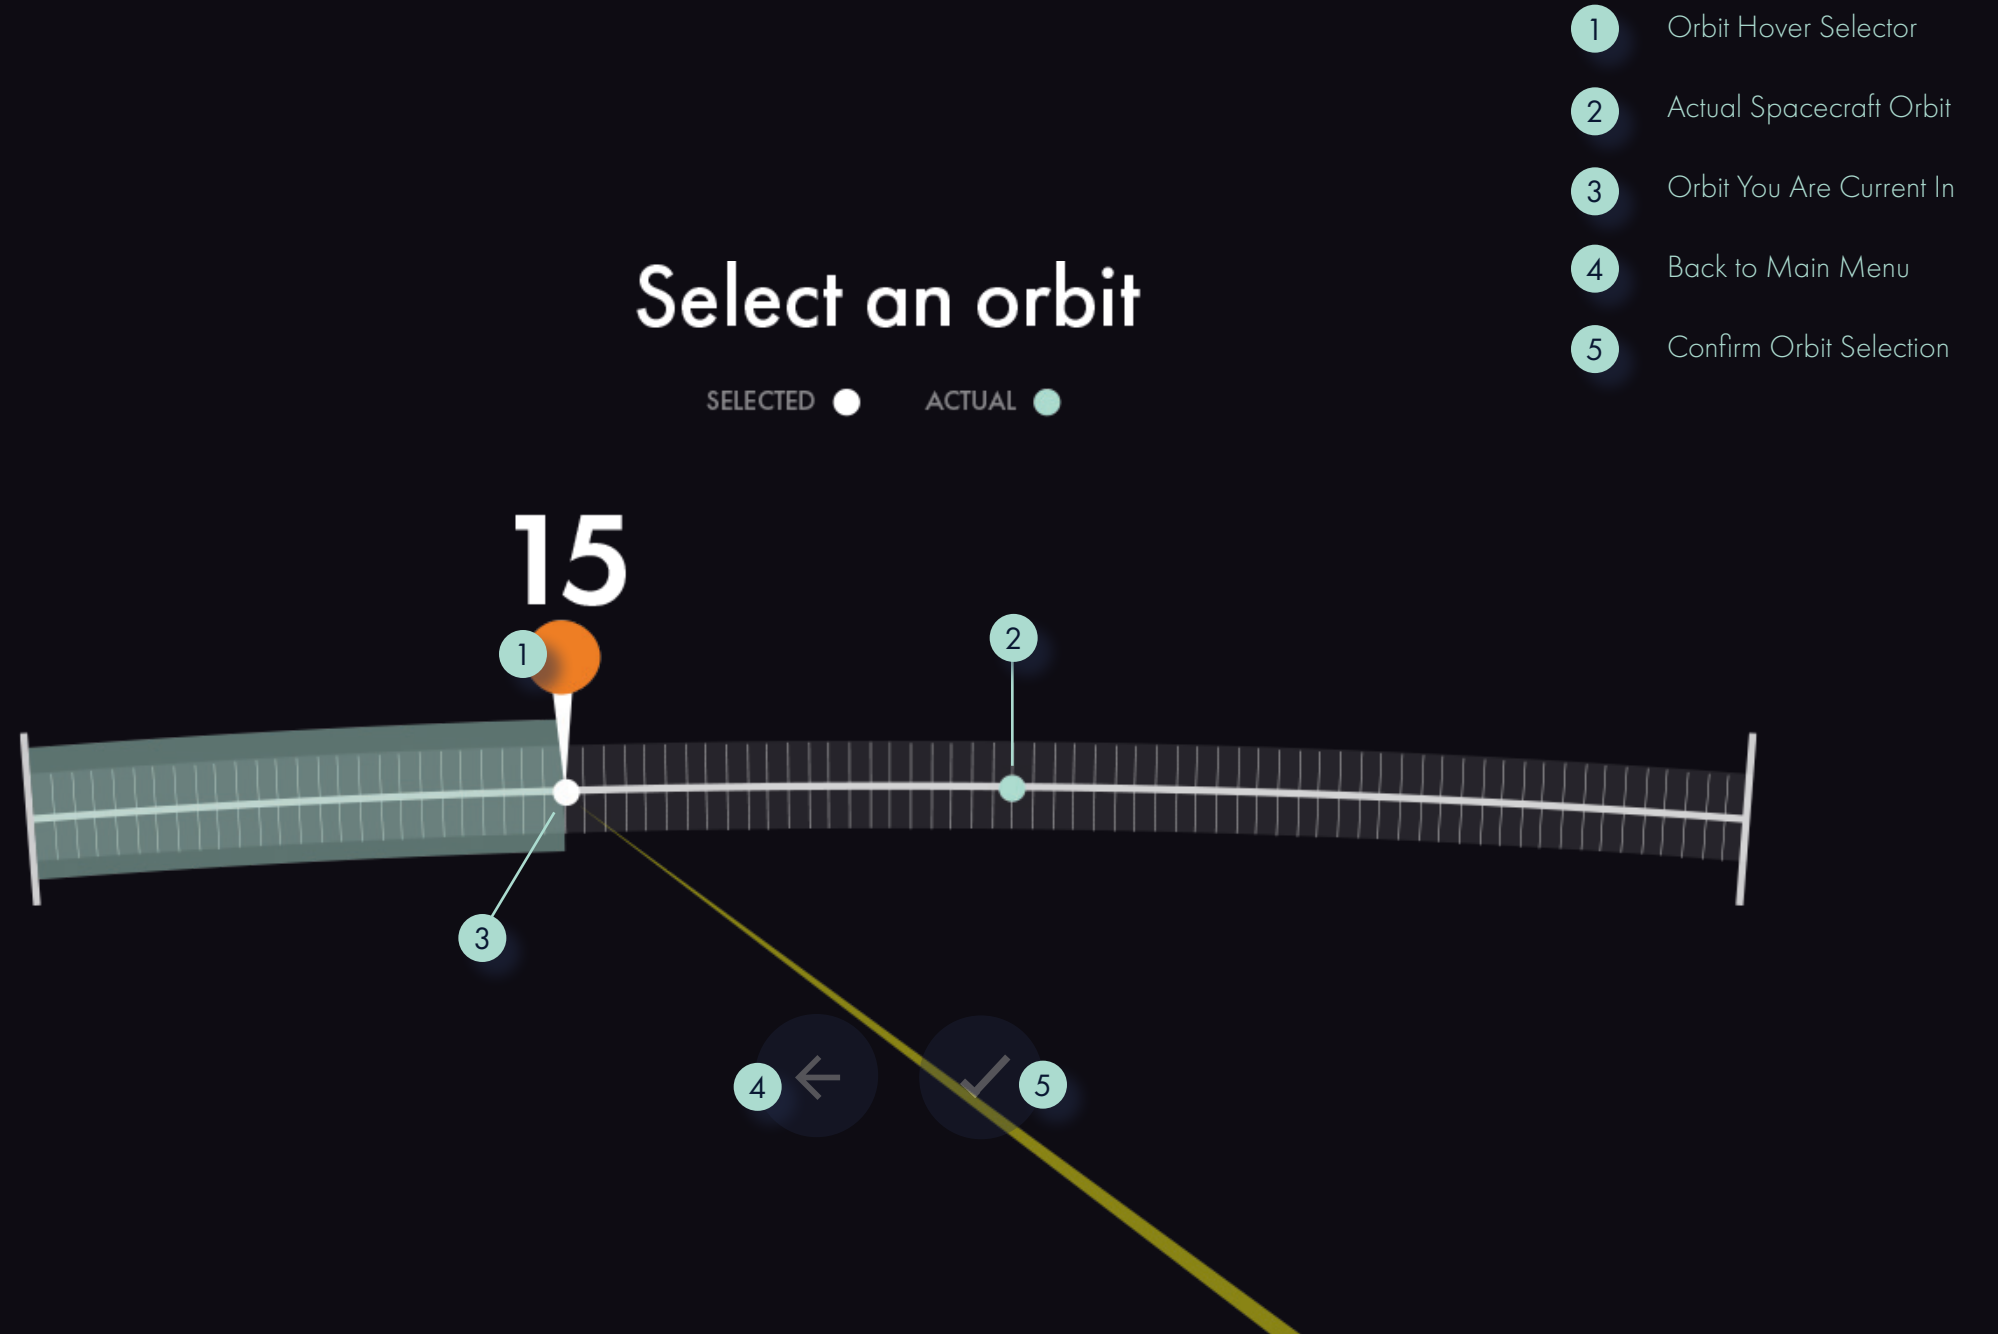 1 Orbit Hover Selector
2 Actual Spacecraft Orbit
3 Orbit You Are Current In
4 Back to Main Menu
5 Confirm Orbit Selection
Select an orbit
SELECTED ACTUAL
15
1
2
3
4
5